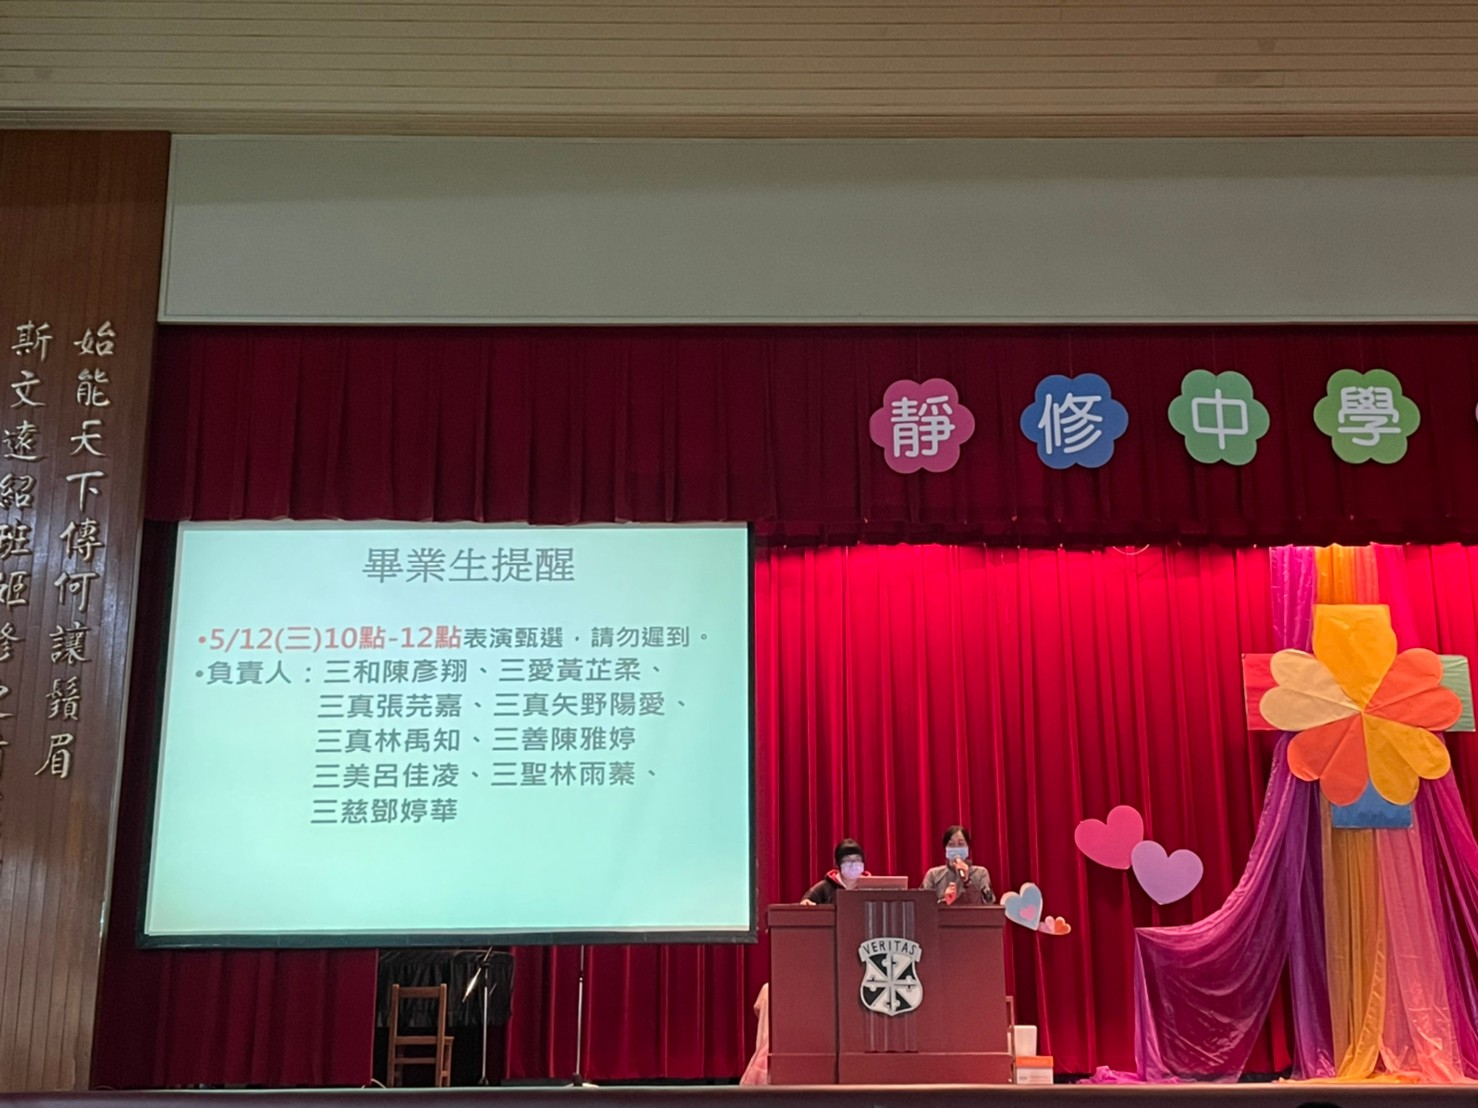 靜修中學
始能天下傳何讓鬚眉
斯文遠紹班姬修之
畢業生提醒
•5/12(三)10點-12點表演甄選，請勿遲到。
•負責人：三和陳彥翔、三愛黃芷柔、
三真張芫嘉、三真矢野陽愛、
三真林禹知、三善陳雅婷
三美呂佳凌、三聖林雨蓁、
三慈鄧婷華
VERITAS